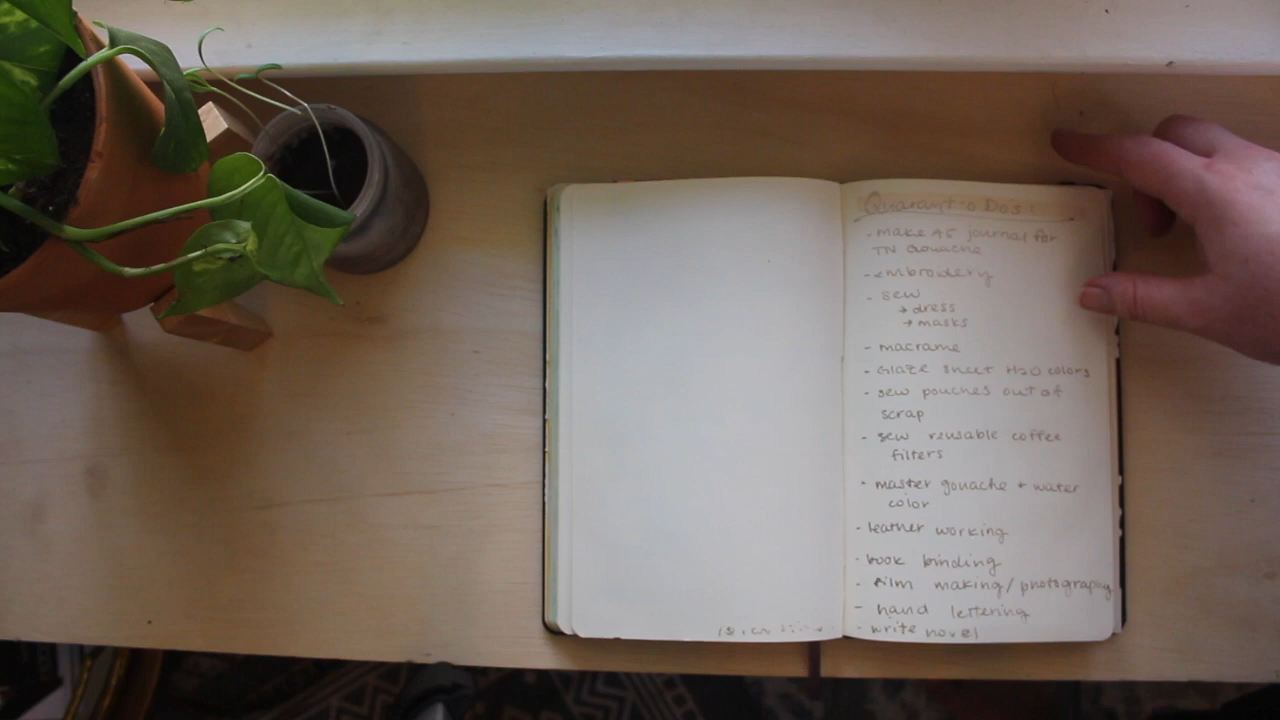 Quarant-o Dos!
- make A5 journal for
TN Gouache
- embroidery
- sew
→ dress
→ masks
- macrame
- Glaze sheet H2O colors
- sew pouches out of
scrap
- sew reusable coffee
filters
- master gouache + water
color
- leather working
- book binding
- film making/photography
- hand lettering
- write novel